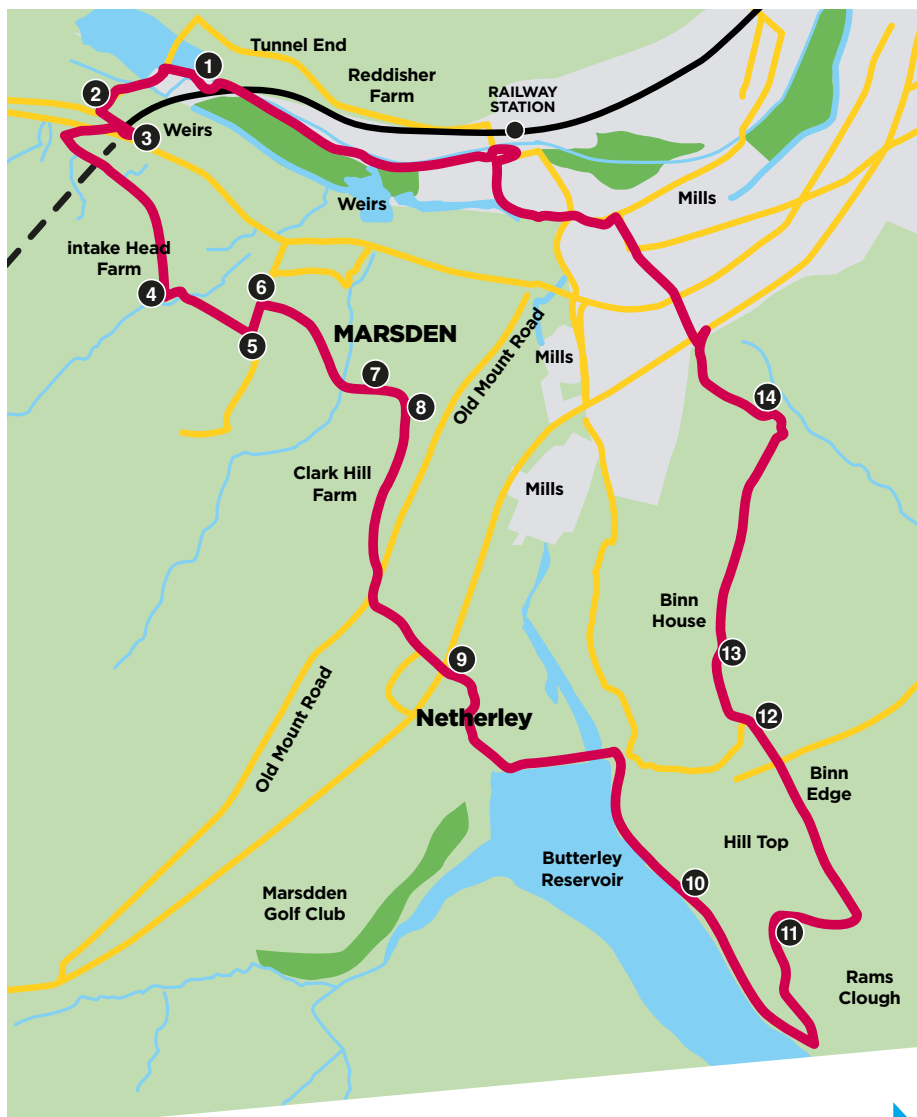 1
Tunnel End
Reddisher
Farm
RAILWAY
STATION
2
3
Weirs
Weirs
Mills
intake Head
Farm
4
6
5
MARSDEN
Old Mount Road
Mills
7
8
14
Clark Hill
Farm
Mills
Binn
House
9
13
Netherley
12
Old Mount Road
Binn
Edge
Hill Top
Butterley
Reservoir
10
Marsdden
Golf Club
11
Rams
Clough